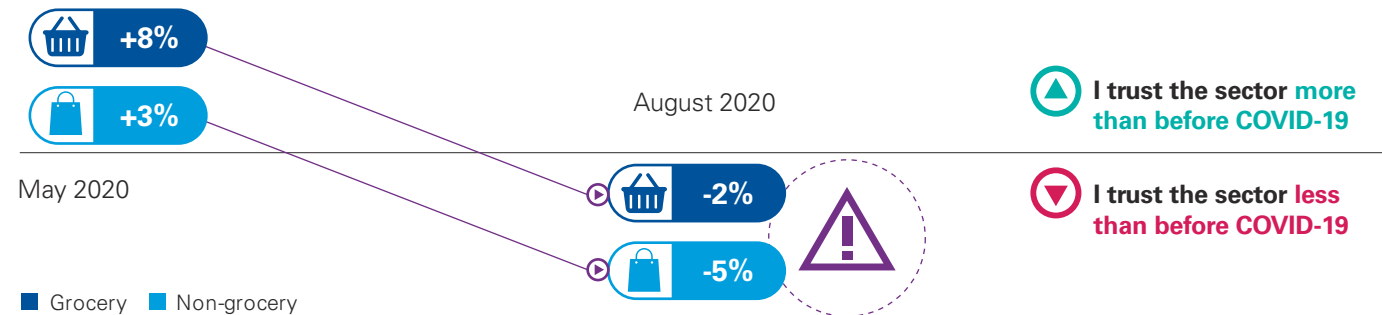 +8%
+3%
August 2020
I trust the sector more
than before COVID-19
May 2020
-2%
I trust the sector less
than before COVID-19
-5%
Grocery
Non-grocery